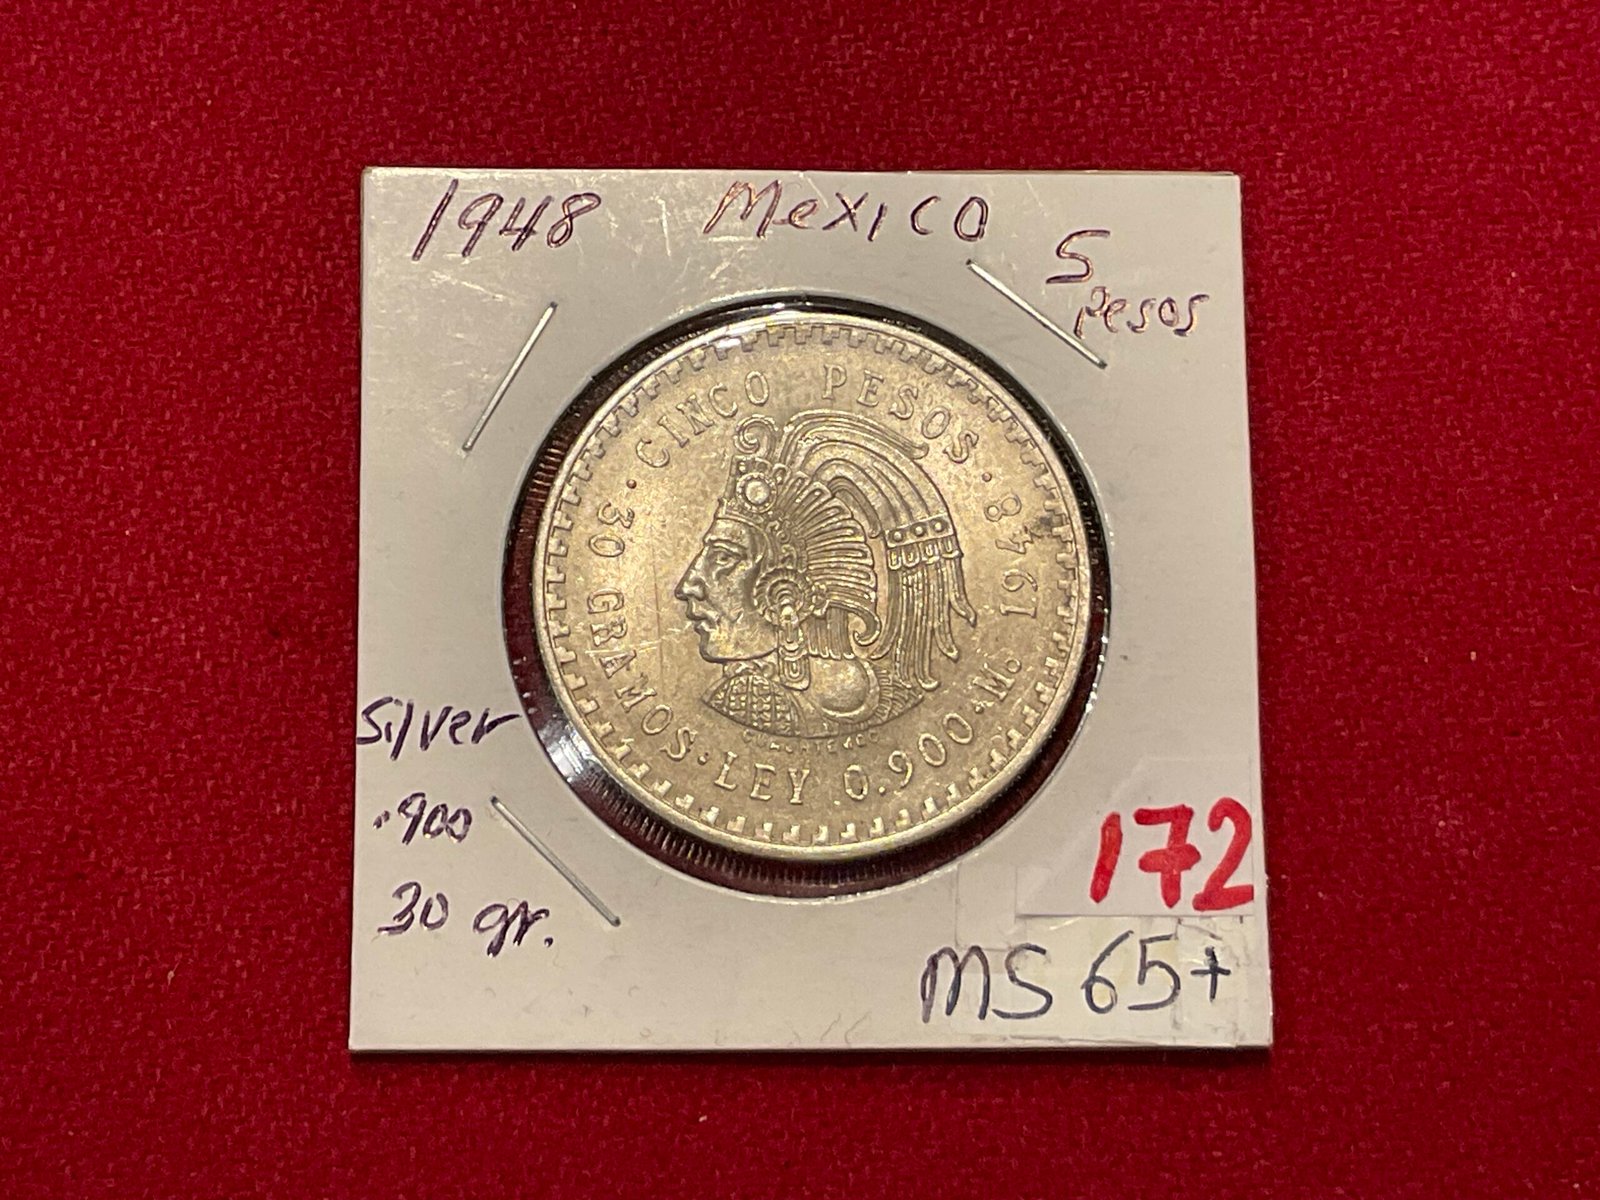 1948 Mexico 5
Pesos
· CINCO PESOS · 1948
30 GRAMOS · LEY 0.900 · Mo
CUAUHTEMOC
Silver
.900
30 gr.
172
MS 65+